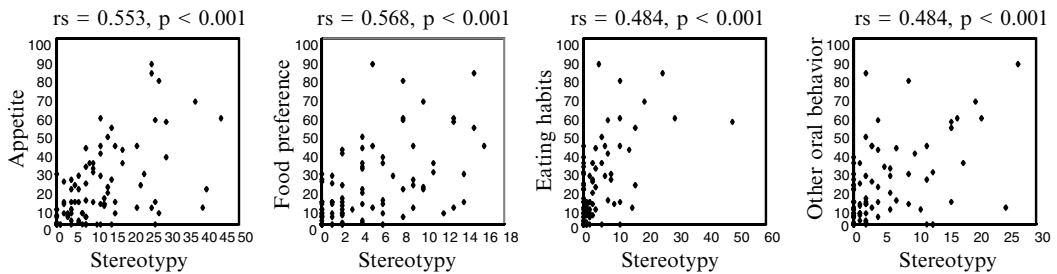 rs = 0.553, p < 0.001
100
90
80
70
60
50
40
30
20
10
0
Appetite
0 5 10 15 20 25 30 35 40 45 50
Stereotypy
rs = 0.568, p < 0.001
100
90
80
70
60
50
40
30
20
10
0
Food preference
0 2 4 6 8 10 12 14 16 18
Stereotypy
rs = 0.484, p < 0.001
100
90
80
70
60
50
40
30
20
10
0
Eating habits
0 10 20 30 40 50 60
Stereotypy
rs = 0.484, p < 0.001
100
90
80
70
60
50
40
30
20
10
0
Other oral behavior
0 5 10 15 20 25 30
Stereotypy